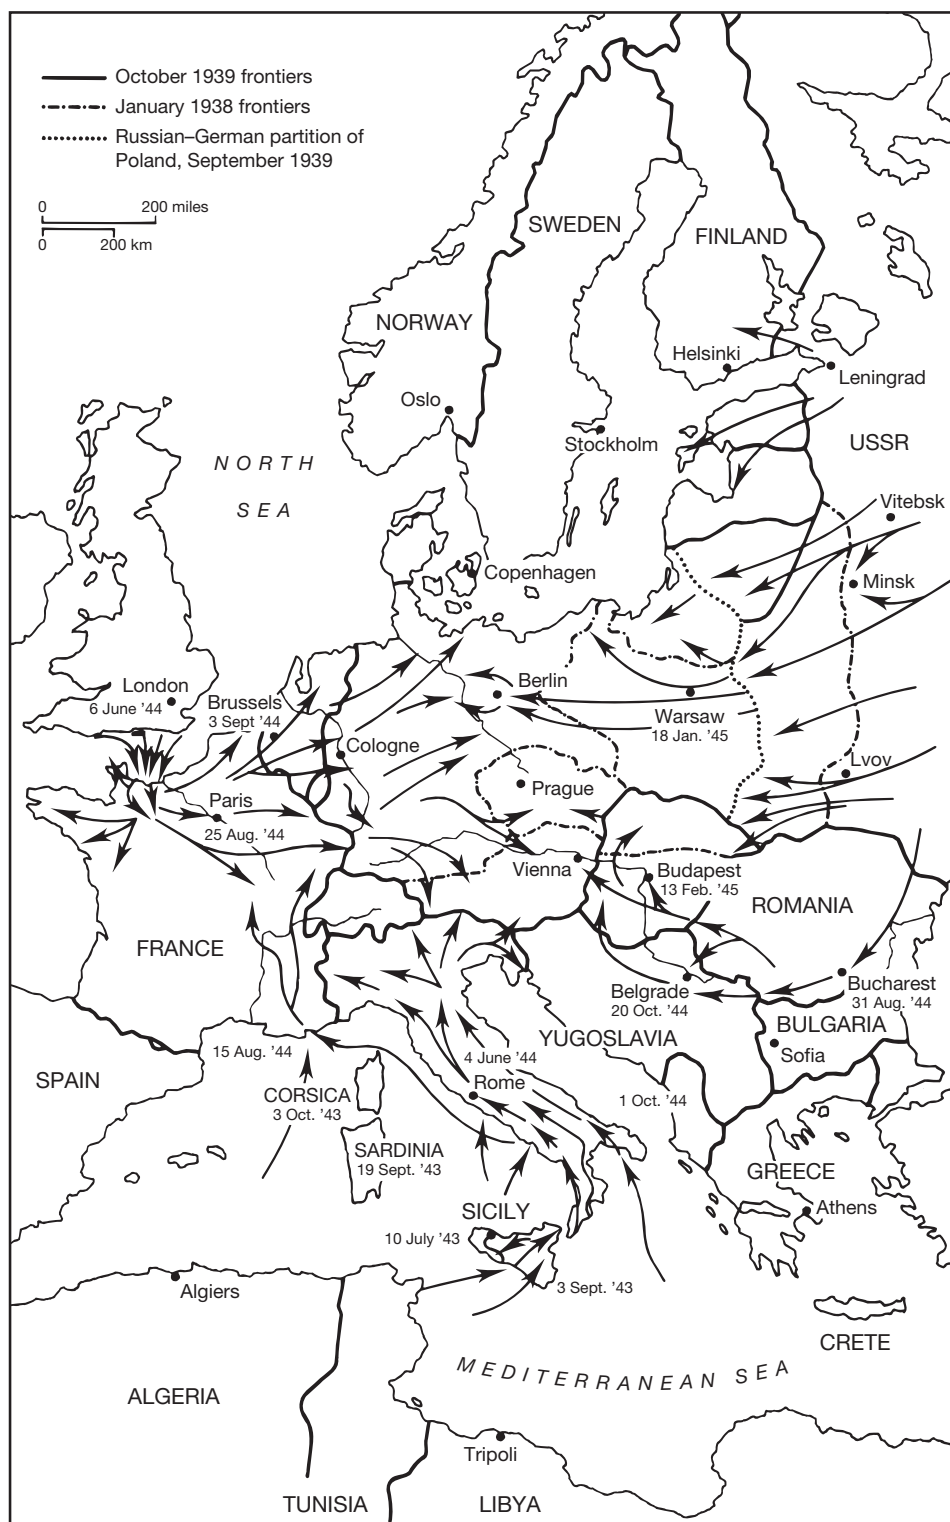 October 1939 frontiers
January 1938 frontiers
Russian–German partition of
Poland, September 1939
0 200 miles
0 200 km
SWEDEN
FINLAND
NORWAY
Helsinki
Leningrad
Oslo
Stockholm
USSR
NORTH
SEA
Vitebsk
Copenhagen
Minsk
London
6 June ’44
Brussels
3 Sept ’44
Berlin
Warsaw
18 Jan. ’45
Cologne
Lvov
Prague
Paris
25 Aug. ’44
Vienna
Budapest
13 Feb. ’45
ROMANIA
FRANCE
Belgrade
20 Oct. ’44
Bucharest
31 Aug. ’44
YUGOSLAVIA
BULGARIA
Sofia
15 Aug. ’44
4 June ’44
SPAIN
CORSICA
3 Oct. ’43
Rome
1 Oct. ’44
SARDINIA
19 Sept. ’43
GREECE
Athens
SICILY
10 July ’43
3 Sept. ’43
Algiers
CRETE
MEDITERRANEAN SEA
ALGERIA
Tripoli
TUNISIA
LIBYA